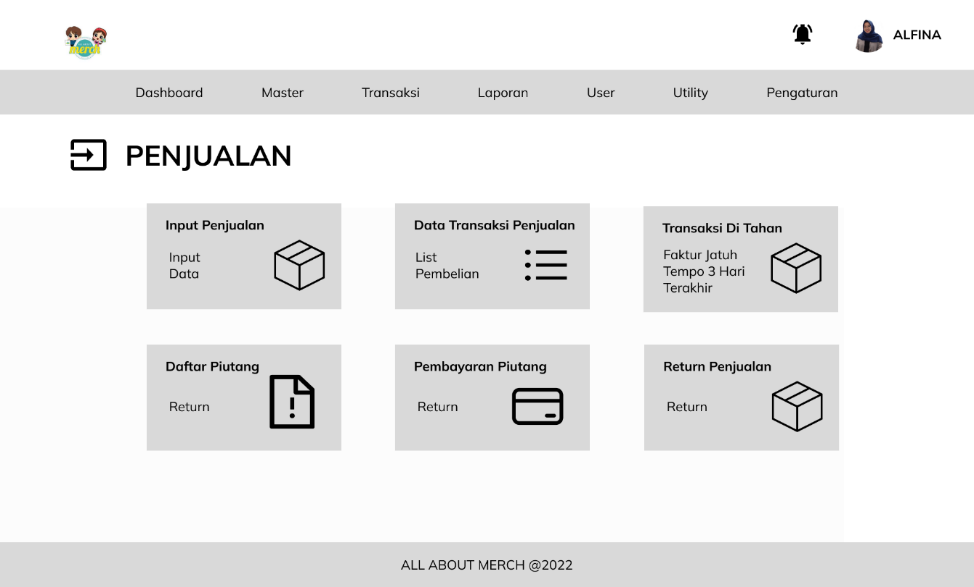 merch
ALFINA
Dashboard Master Transaksi Laporan User Utility Pengaturan
PENJUALAN
Input Penjualan
Input
Data
Data Transaksi Penjualan
List
Pembelian
Transaksi Di Tahan
Faktur Jatuh
Tempo 3 Hari
Terakhir
Daftar Piutang
Return
Pembayaran Piutang
Return
Return Penjualan
Return
ALL ABOUT MERCH @2022